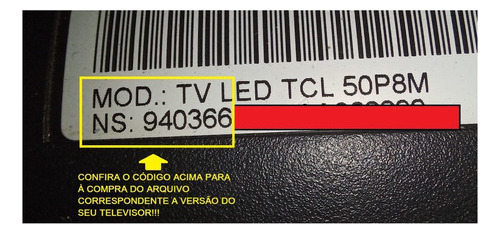 MOD.: TV LED TCL 50P8M
NS: 940366
CONFIRA O CÓDIGO ACIMA PARA
À COMPRA DO ARQUIVO
CORRESPONDENTE A VERSÃO DO
SEU TELEVISOR!!!